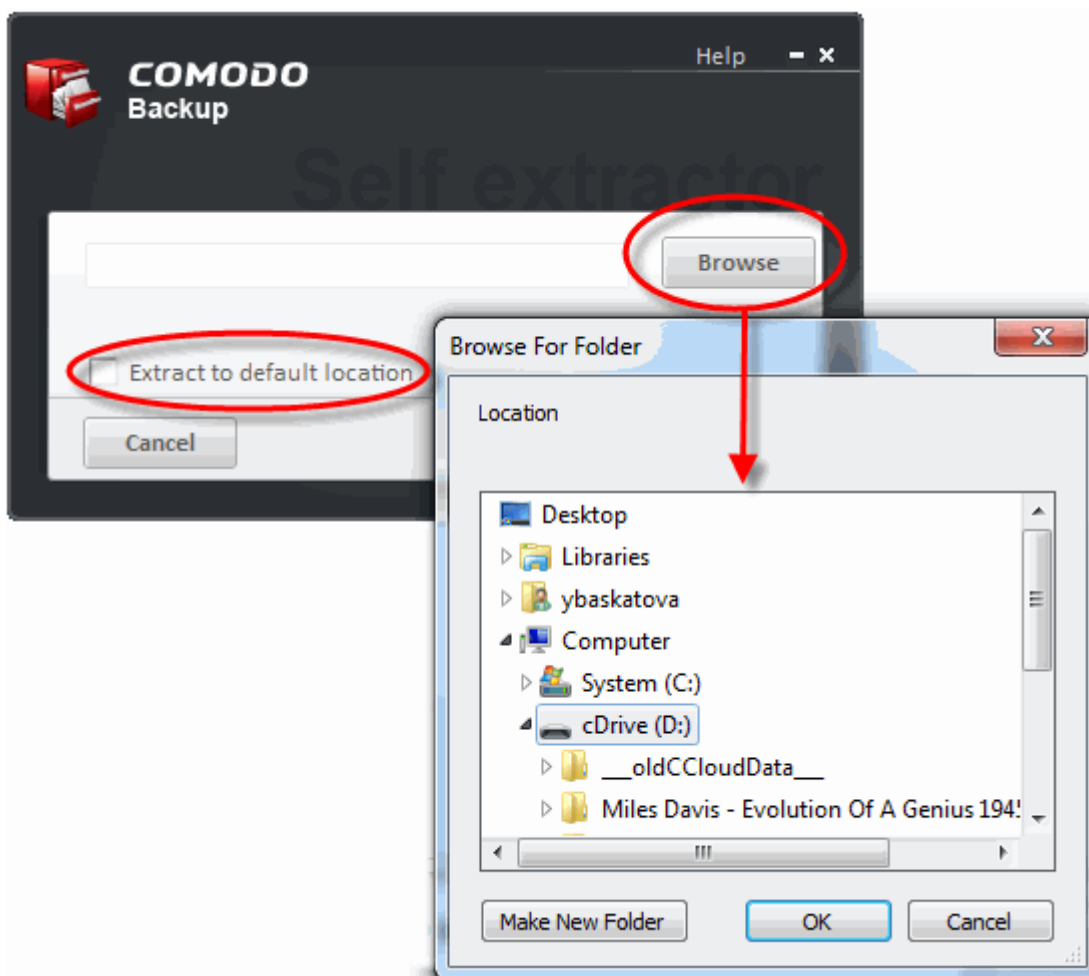 COMODO
Backup
Help
Self extractor
Browse
Extract to default location
Cancel
Browse For Folder
Location
Desktop
Libraries
ybaskatova
Computer
System (C:)
cDrive (D:)
__oldCCloudData__
Miles Davis - Evolution Of A Genius 194
Make New Folder
OK
Cancel